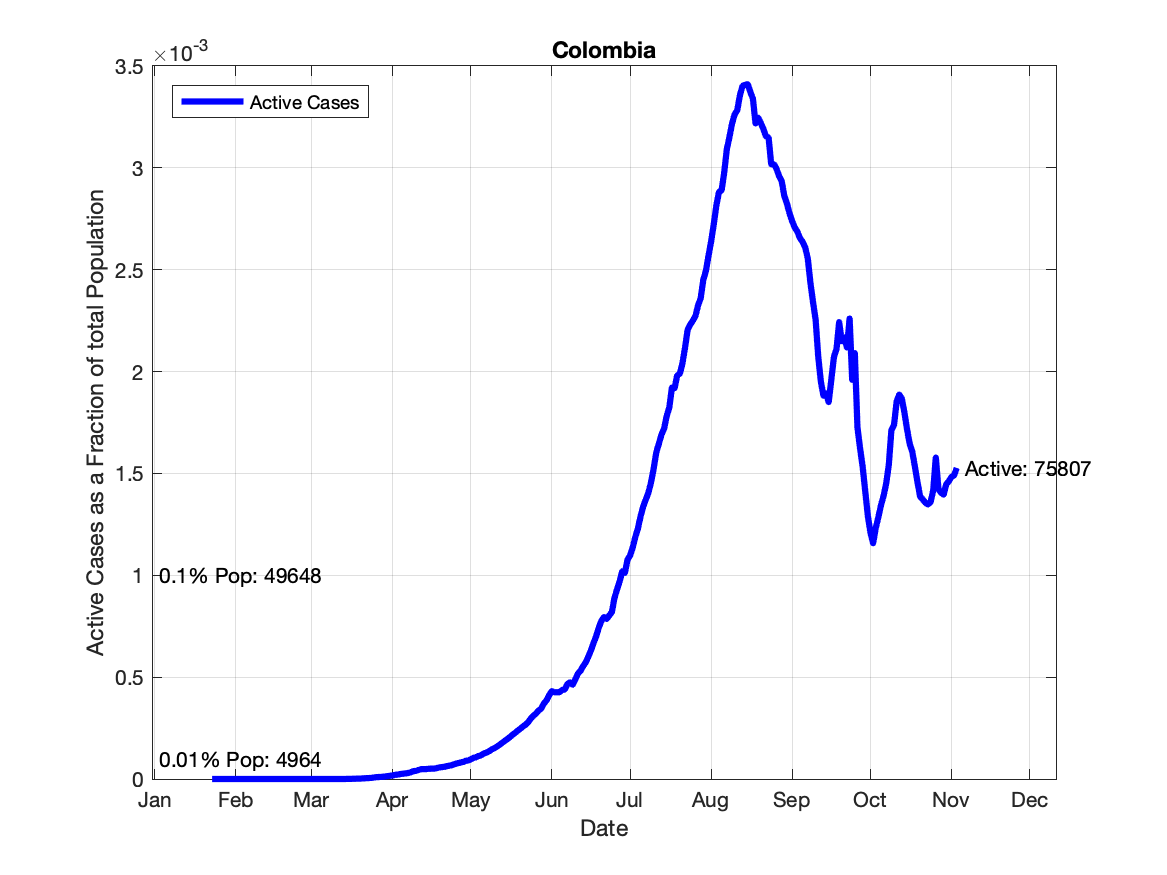 Colombia
×10-3
3.5
3
2.5
2
1.5
1
0.5
0
Active Cases as a Fraction of total Population
Active Cases
Active: 75807
0.1% Pop: 49648
0.01% Pop: 4964
Jan Feb Mar Apr May Jun Jul Aug Sep Oct Nov Dec
Date